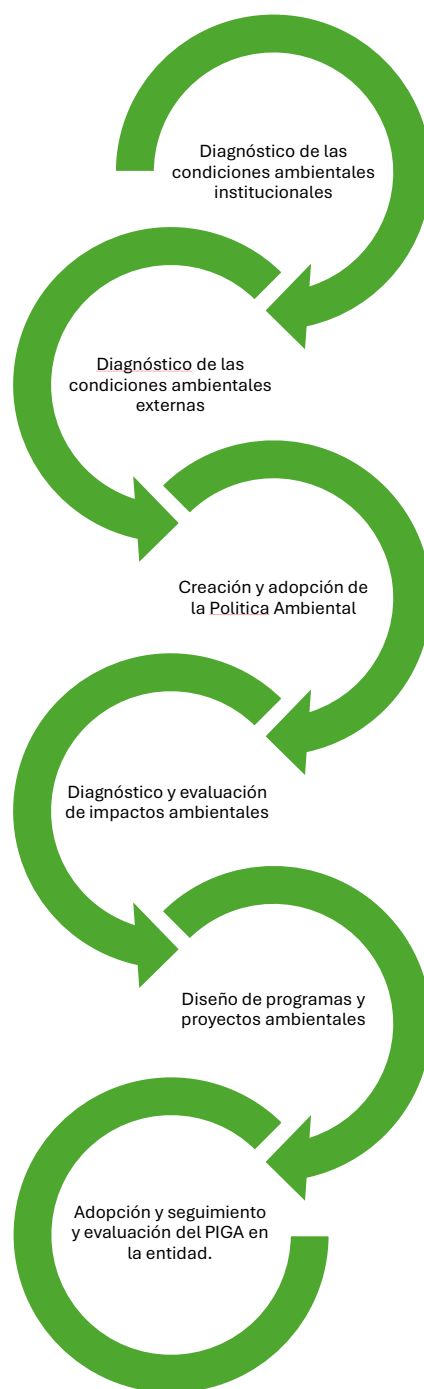 Diagnóstico de las
condiciones ambientales
institucionales
Diagnóstico de las
condiciones ambientales
externas
Creación y adopción de
la Politica Ambiental
Diagnóstico y evaluación
de impactos ambientales
Diseño de programas y
proyectos ambientales
Adopción y seguimiento
y evaluación del PIGA en
la entidad.